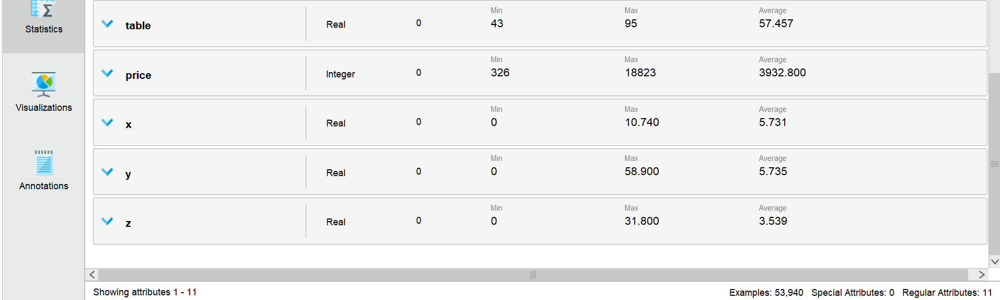 Statistics
Visualizations
Annotations
Min Max Average
table Real 0 43 95 57.457
Min Max Average
price Integer 0 326 18823 3932.800
Min Max Average
x Real 0 0 10.740 5.731
Min Max Average
y Real 0 0 58.900 5.735
Min Max Average
z Real 0 0 31.800 3.539
Showing attributes 1 - 11 Examples: 53,940 Special Attributes: 0 Regular Attributes: 11